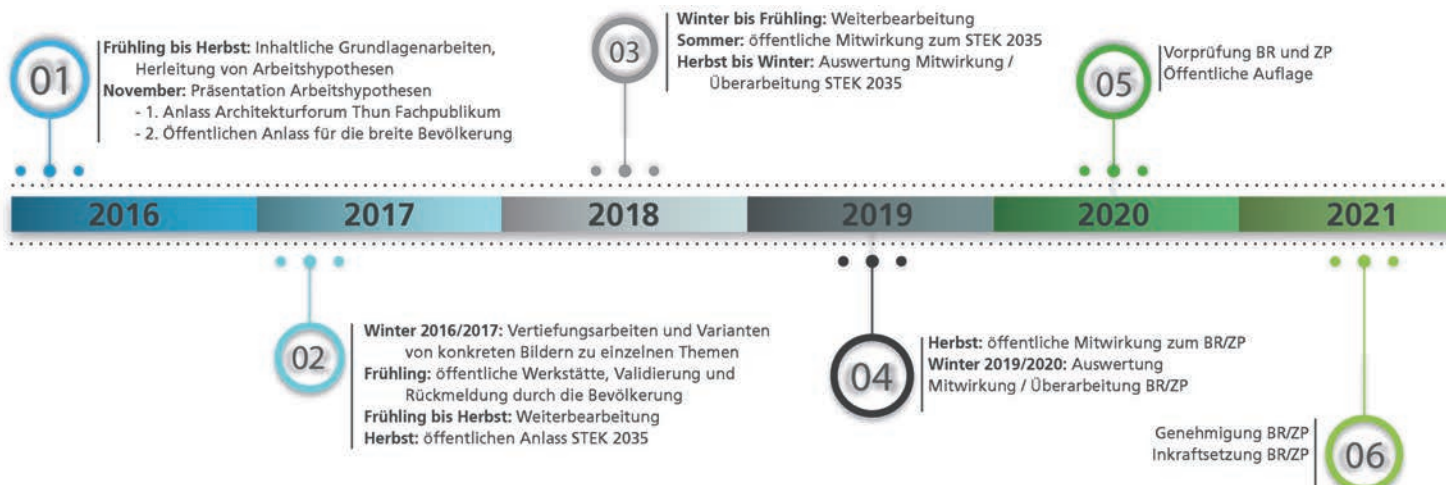 01
Frühling bis Herbst: Inhaltliche Grundlagenarbeiten,
Herleitung von Arbeitshypothesen
November: Präsentation Arbeitshypothesen
- 1. Anlass Architekturforum Thun Fachpublikum
- 2. Öffentlichen Anlass für die breite Bevölkerung
03
Winter bis Frühling: Weiterbearbeitung
Sommer: öffentliche Mitwirkung zum STEK 2035
Herbst bis Winter: Auswertung Mitwirkung /
Überarbeitung STEK 2035
05
Vorprüfung BR und ZP
Öffentliche Auflage
2016 2017 2018 2019 2020 2021
02
Winter 2016/2017: Vertiefungsarbeiten und Varianten
von konkreten Bildern zu einzelnen Themen
Frühling: öffentliche Werkstätte, Validierung und
Rückmeldung durch die Bevölkerung
Frühling bis Herbst: Weiterbearbeitung
Herbst: öffentlichen Anlass STEK 2035
04
Herbst: öffentliche Mitwirkung zum BR/ZP
Winter 2019/2020: Auswertung
Mitwirkung / Überarbeitung BR/ZP
Genehmigung BR/ZP
Inkraftsetzung BR/ZP
06